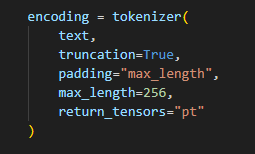 encoding = tokenizer(
    text,
    truncation=True,
    padding="max_length",
    max_length=256,
    return_tensors="pt"
)